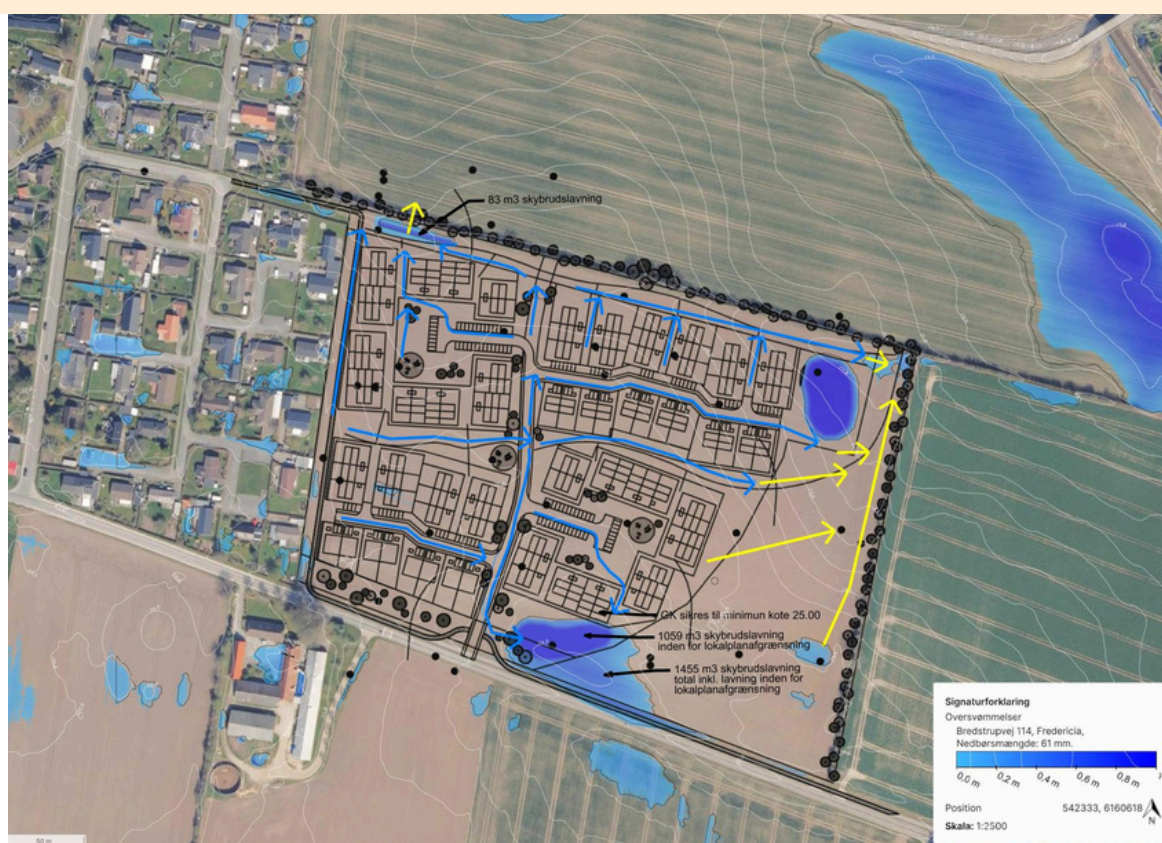 83 m3 skybrudslavning
GK sikres til minimun kote 25.00
1059 m3 skybrudslavning
inden for lokalplanafgrænsning
1455 m3 skybrudslavning
total inkl. lavning inden for
lokalplanafgrænsning
Signaturforklaring
Oversvømmelser
Bredstrupvej 114, Fredericia,
Nedbørsmængde: 61 mm.
0,0 m 0,2 m 0,4 m 0,6 m 0,8 m
Position 542333, 6160618
Skala: 1:2500
N
50 m